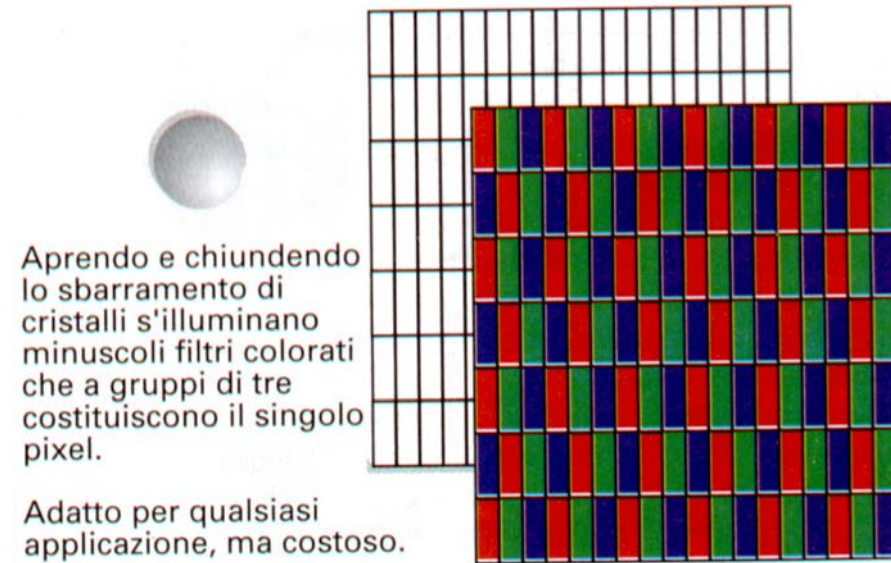 Aprendo e chiundendo
lo sbarramento di
cristalli s'illuminano
minuscoli filtri colorati
che a gruppi di tre
costituiscono il singolo
pixel.
Adatto per qualsiasi
applicazione, ma costoso.